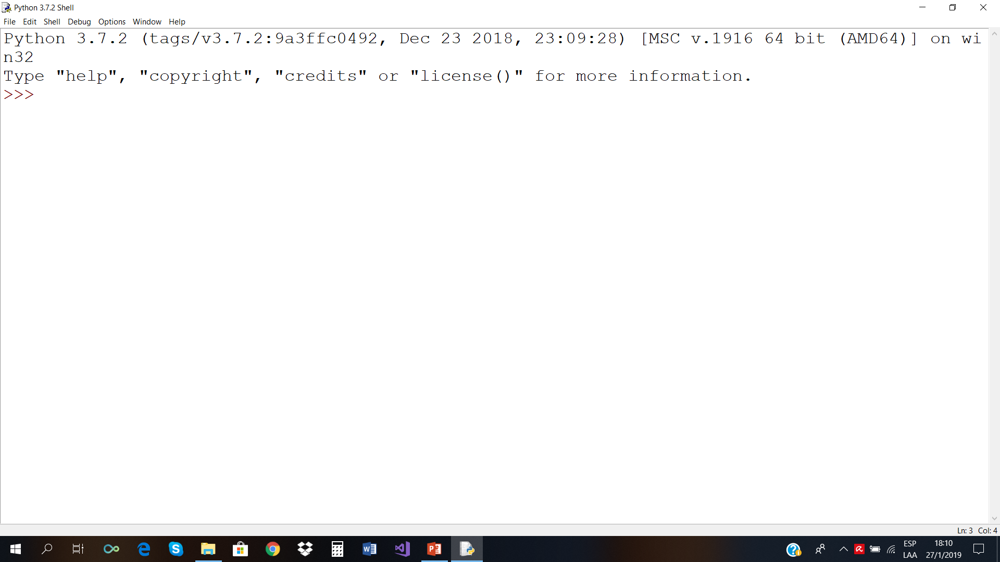 Python 3.7.2 Shell
File Edit Shell Debug Options Window Help
Python 3.7.2 (tags/v3.7.2:9a3ffc0492, Dec 23 2018, 23:09:28) [MSC v.1916 64 bit (AMD64)] on wi
n32
Type "help", "copyright", "credits" or "license()" for more information.
>>>
Ln: 3 Col: 4
ESP 18:10
LAA 27/1/2019